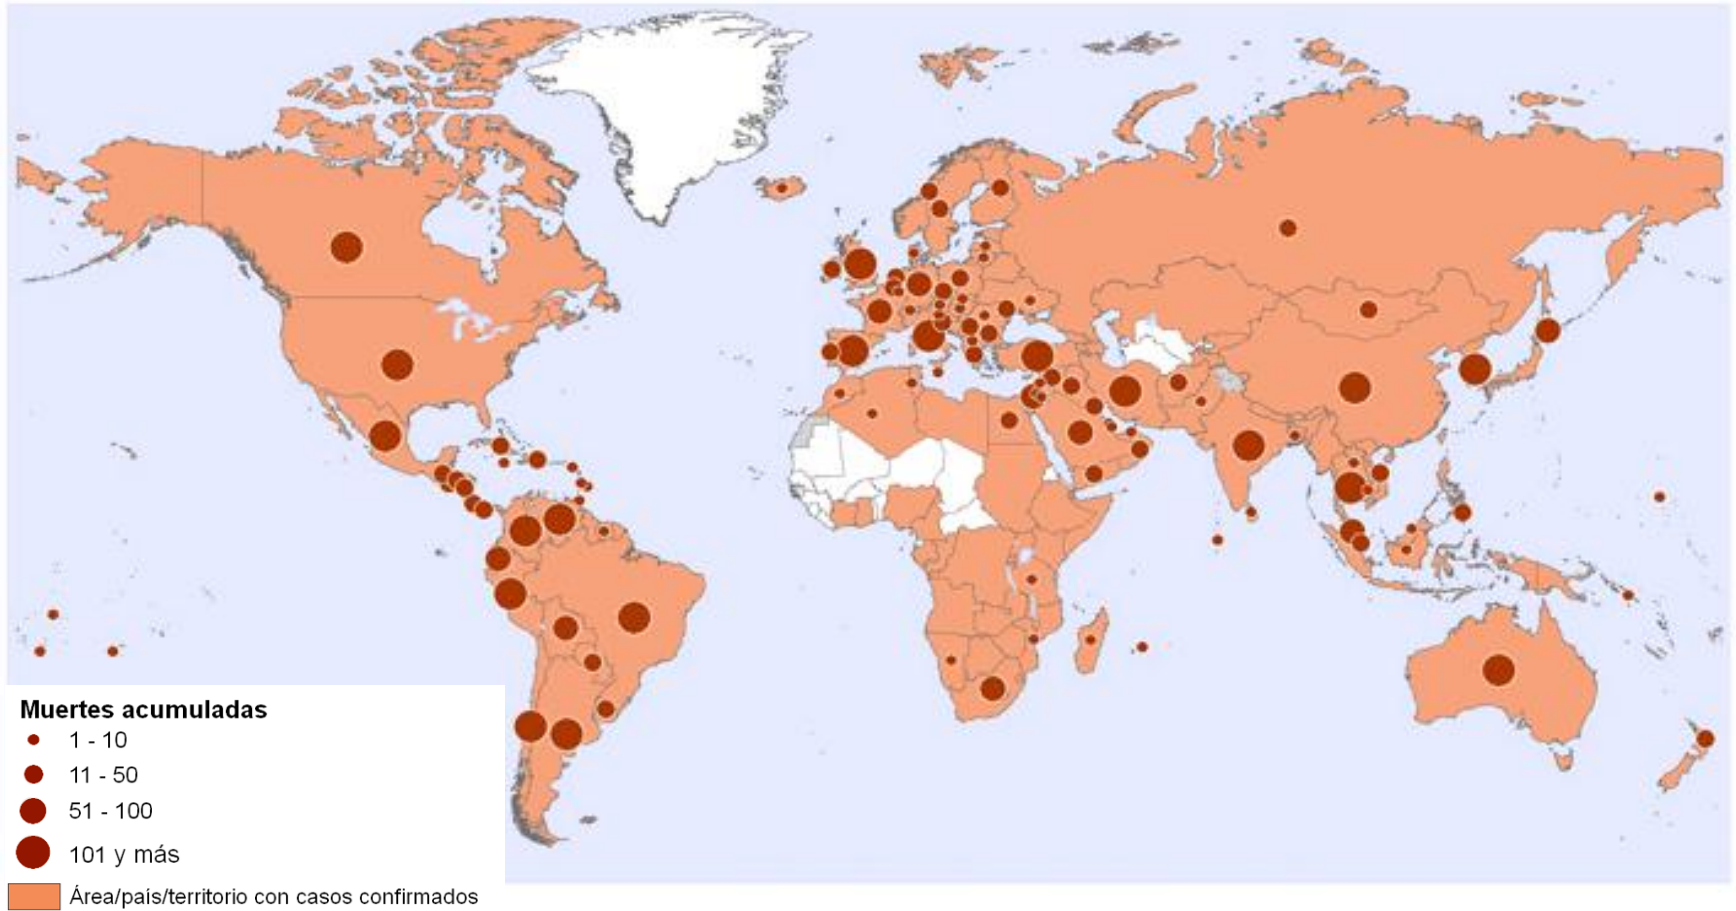 Muertes acumuladas
1 - 10
11 - 50
51 - 100
101 y más
Área/país/territorio con casos confirmados